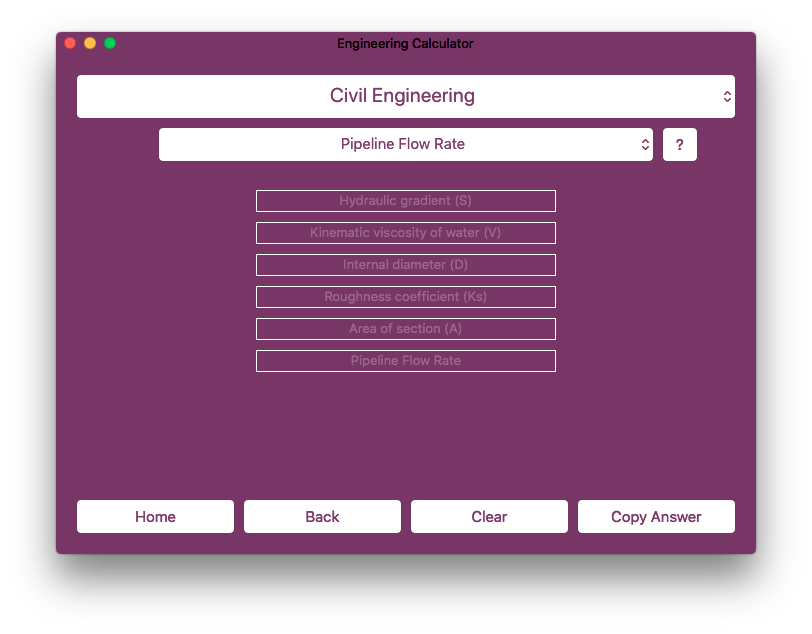 Engineering Calculator
Civil Engineering
Pipeline Flow Rate
?
Hydraulic gradient (S)
Kinematic viscosity of water (V)
Internal diameter (D)
Roughness coefficient (Ks)
Area of section (A)
Pipeline Flow Rate
Home
Back
Clear
Copy Answer